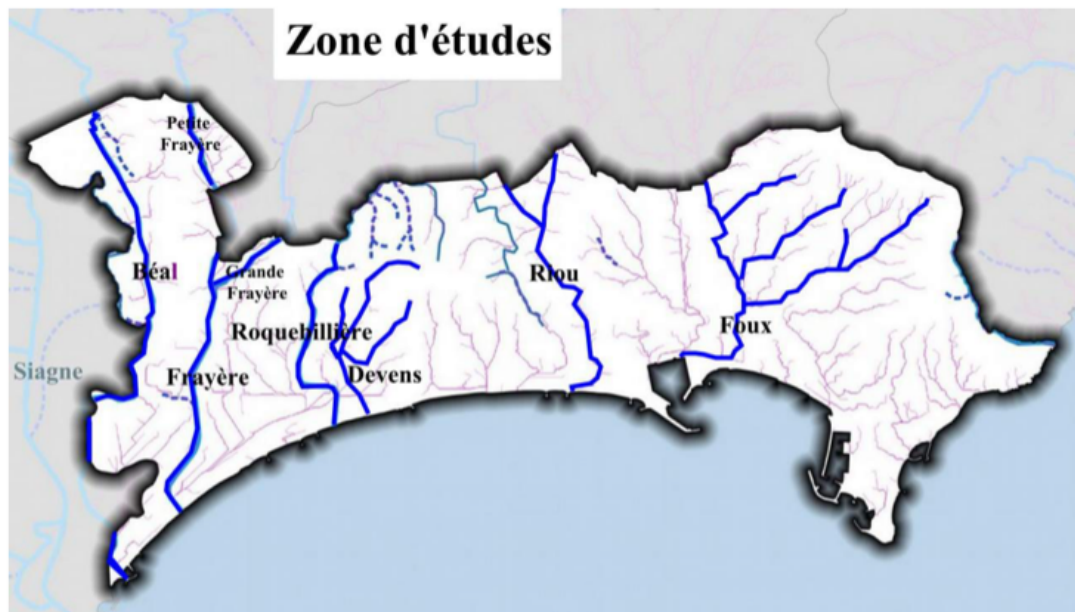 Zone d'études
Petite
Frayère
Béal
Grande
Frayère
Riou
Roquebillière
Foux
Siagne
Frayère
Devens